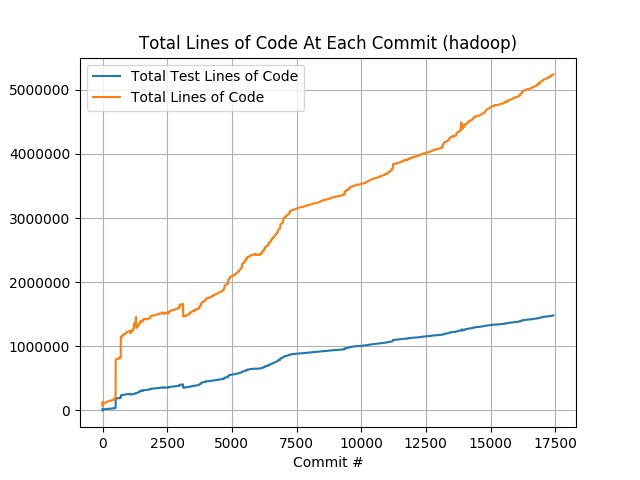 Total Lines of Code At Each Commit (hadoop)
Total Test Lines of Code
Total Lines of Code
5000000
4000000
3000000
2000000
1000000
0
0 2500 5000 7500 10000 12500 15000 17500
Commit #